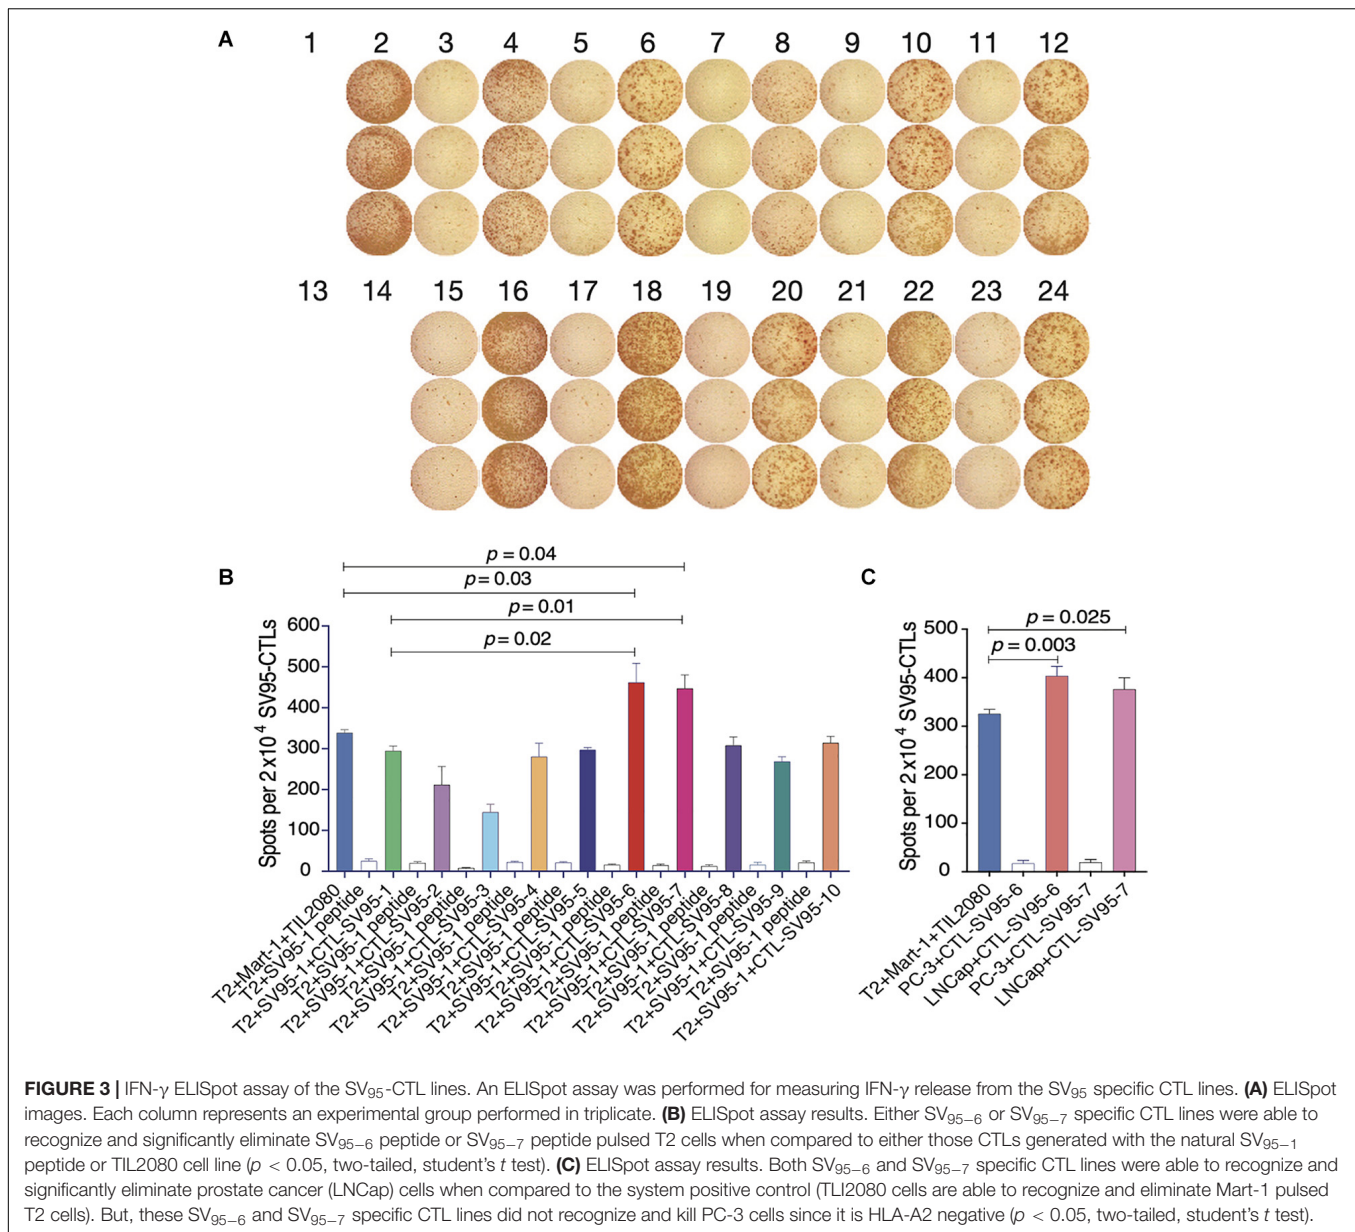 A
1 2 3 4 5 6 7 8 9 10 11 12
13 14 15 16 17 18 19 20 21 22 23 24
B
p = 0.04
p = 0.03
p = 0.01
p = 0.02
Spots per 2x10⁴ SV95-CTLs
600
500
400
300
200
100
0
T2+Mart-1+TIL2080
T2+SV95-1 peptide
T2+SV95-1+CTL-SV95-1
T2+SV95-1 peptide
T2+SV95-1+CTL-SV95-2
T2+SV95-1 peptide
T2+SV95-1+CTL-SV95-3
T2+SV95-1 peptide
T2+SV95-1+CTL-SV95-4
T2+SV95-1 peptide
T2+SV95-1+CTL-SV95-5
T2+SV95-1 peptide
T2+SV95-1+CTL-SV95-6
T2+SV95-1 peptide
T2+SV95-1+CTL-SV95-7
T2+SV95-1 peptide
T2+SV95-1+CTL-SV95-8
T2+SV95-1 peptide
T2+SV95-1+CTL-SV95-9
T2+SV95-1 peptide
T2+SV95-1+CTL-SV95-10
C
p = 0.025
p = 0.003
Spots per 2x10⁴ SV95-CTLs
500
400
300
200
100
0
T2+Mart-1+TIL2080
PC-3+CTL-SV95-6
LNCap+CTL-SV95-6
PC-3+CTL-SV95-7
LNCap+CTL-SV95-7
FIGURE 3 | IFN-γ ELISpot assay of the SV95-CTL lines. An ELISpot assay was performed for measuring IFN-γ release from the SV95 specific CTL lines. (A) ELISpot
images. Each column represents an experimental group performed in triplicate. (B) ELISpot assay results. Either SV95−6 or SV95−7 specific CTL lines were able to
recognize and significantly eliminate SV95−6 peptide or SV95−7 peptide pulsed T2 cells when compared to either those CTLs generated with the natural SV95−1
peptide or TIL2080 cell line (p < 0.05, two-tailed, student's t test). (C) ELISpot assay results. Both SV95−6 and SV95−7 specific CTL lines were able to recognize and
significantly eliminate prostate cancer (LNCap) cells when compared to the system positive control (TLI2080 cells are able to recognize and eliminate Mart-1 pulsed
T2 cells). But, these SV95−6 and SV95−7 specific CTL lines did not recognize and kill PC-3 cells since it is HLA-A2 negative (p < 0.05, two-tailed, student's t test).